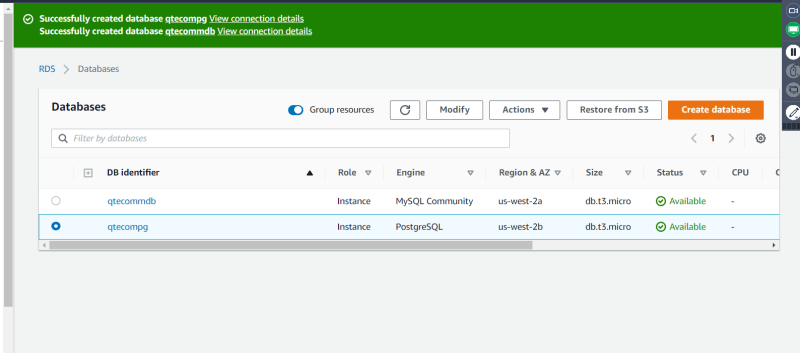 Successfully created database qtecompg View connection details
Successfully created database qtecommdb View connection details
RDS > Databases
Databases Group resources Modify Actions Restore from S3 Create database
Filter by databases 1
DB identifier Role Engine Region & AZ Size Status CPU
qtecommdb Instance MySQL Community us-west-2a db.t3.micro Available -
qtecompg Instance PostgreSQL us-west-2b db.t3.micro Available -